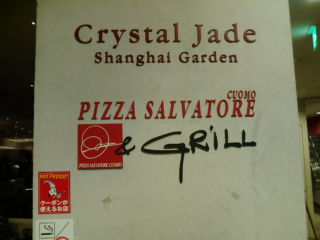 Crystal Jade
Shanghai Garden
CUOMO
PIZZA SALVATORE
& GRILL
PIZZA SALVATORE CUOMO
Hot Pepper
クーポンが
使えるお店